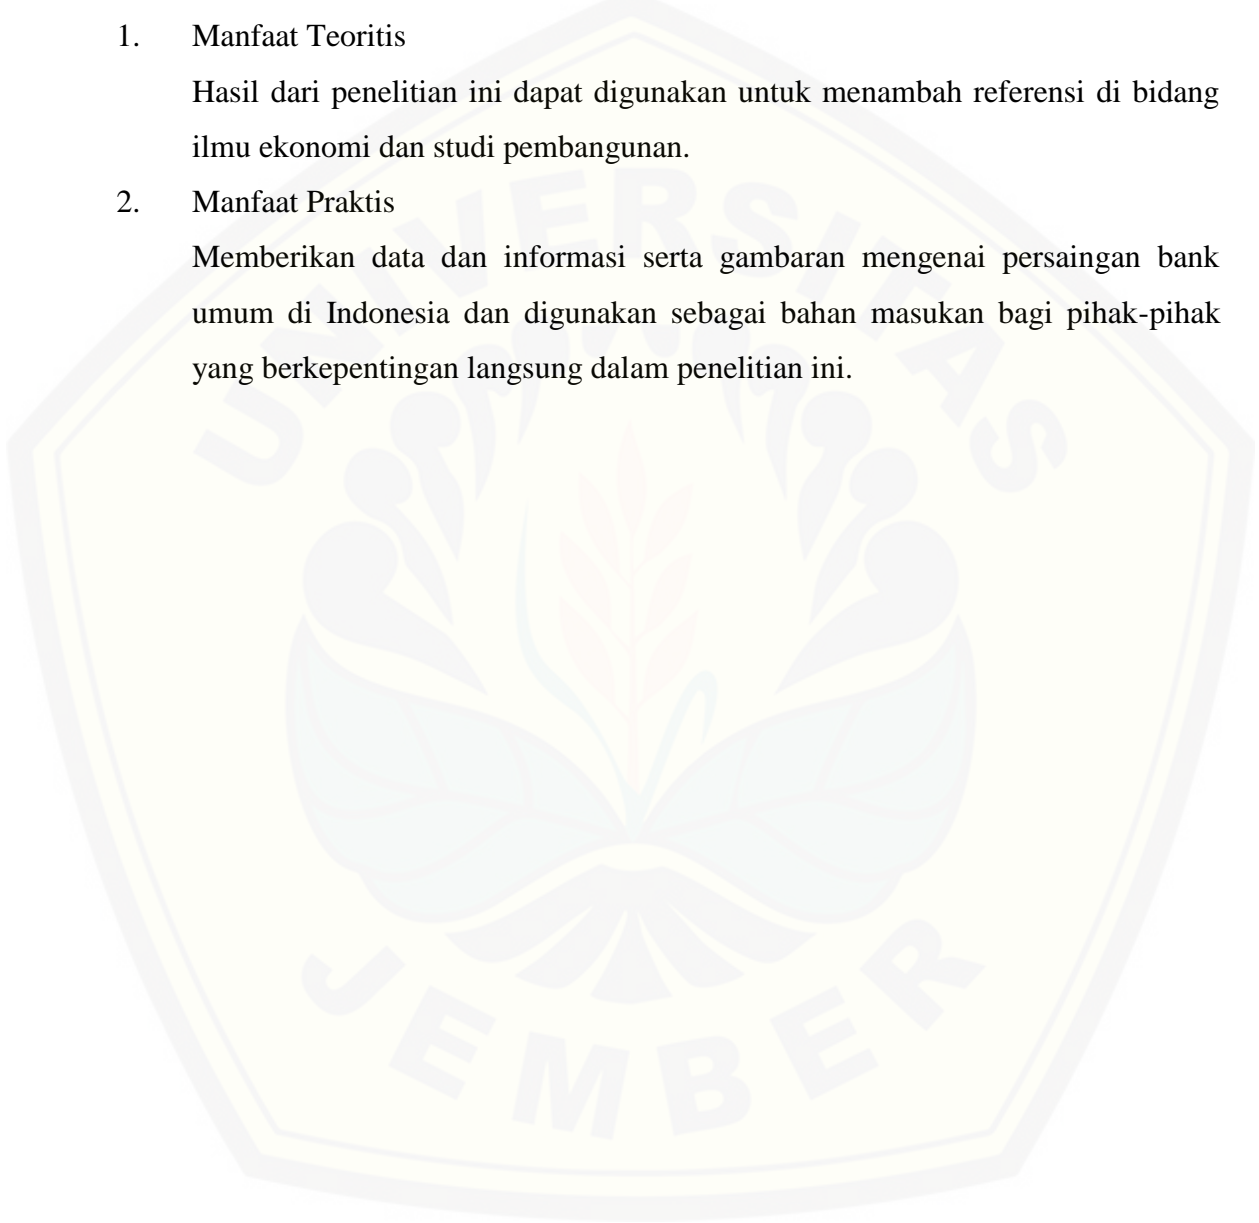 1. Manfaat Teoritis
Hasil dari penelitian ini dapat digunakan untuk menambah referensi di bidang
ilmu ekonomi dan studi pembangunan.
2. Manfaat Praktis
Memberikan data dan informasi serta gambaran mengenai persaingan bank
umum di Indonesia dan digunakan sebagai bahan masukan bagi pihak-pihak
yang berkepentingan langsung dalam penelitian ini.
UNIVERSITAS
JEMBER